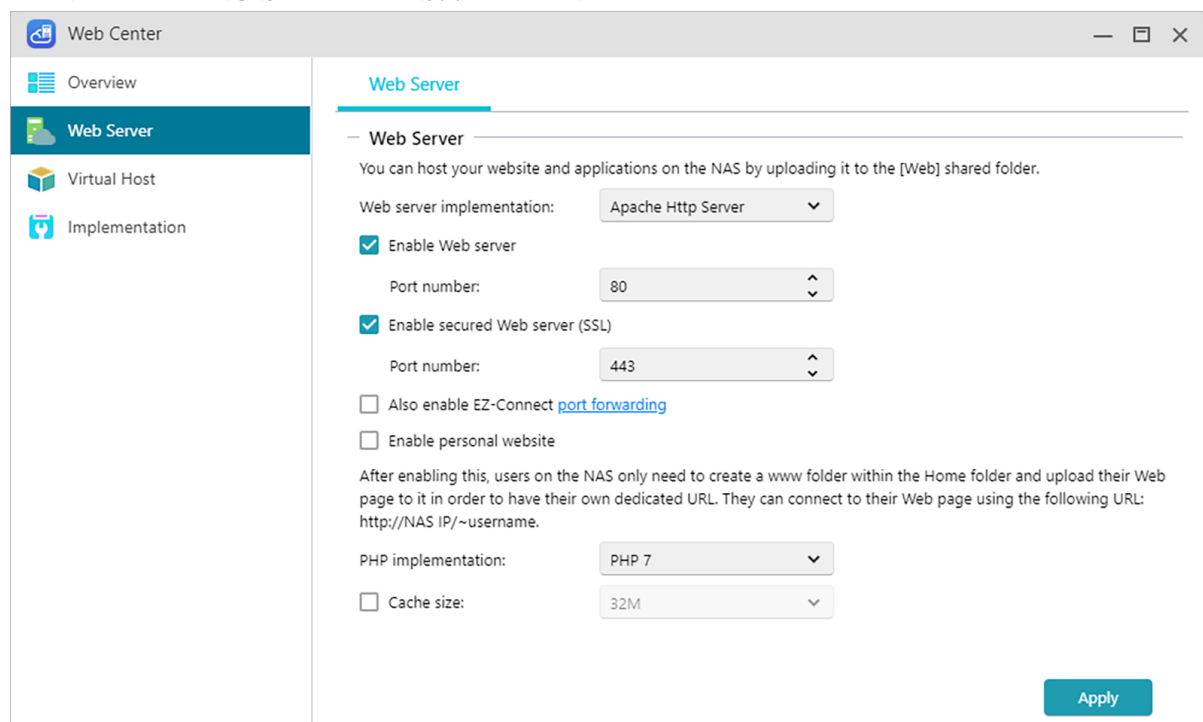 Web Center
Overview
Web Server
Virtual Host
Implementation
Web Server
Web Server
You can host your website and applications on the NAS by uploading it to the [Web] shared folder.
Web server implementation: Apache Http Server
Enable Web server
Port number: 80
Enable secured Web server (SSL)
Port number: 443
Also enable EZ-Connect port forwarding
Enable personal website
After enabling this, users on the NAS only need to create a www folder within the Home folder and upload their Web
page to it in order to have their own dedicated URL. They can connect to their Web page using the following URL:
http://NAS IP/~username.
PHP implementation: PHP 7
Cache size: 32M
Apply